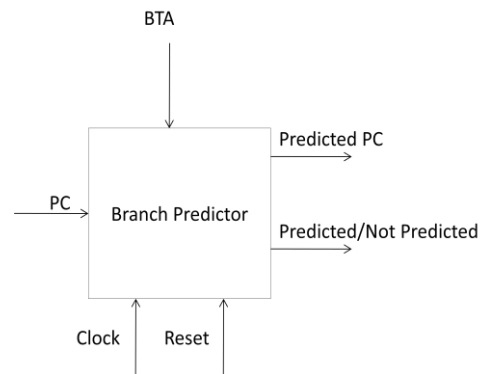 BTA
Predicted PC
PC
Branch Predictor
Predicted/Not Predicted
Clock
Reset